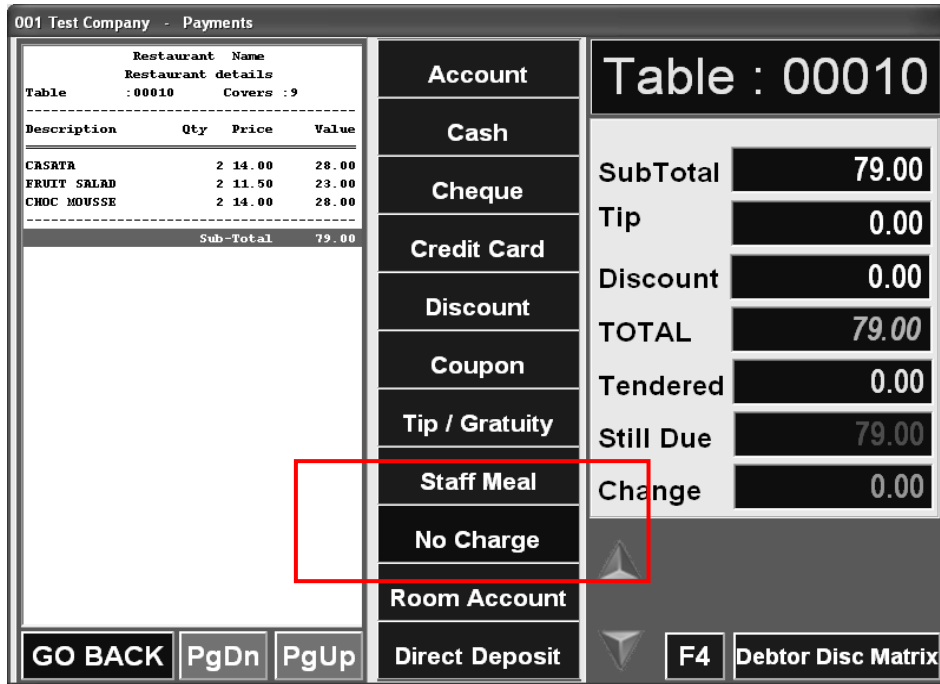 001 Test Company - Payments
Restaurant Name
Restaurant details
Table :00010 Covers :9
Description Qty Price Value
CASATA 2 14.00 28.00
FRUIT SALAD 2 11.50 23.00
CHOC MOUSSE 2 14.00 28.00
Sub-Total 79.00
GO BACK
PgDn
PgUp
Account
Cash
Cheque
Credit Card
Discount
Coupon
Tip / Gratuity
Staff Meal
No Charge
Room Account
Direct Deposit
Table : 00010
SubTotal 79.00
Tip 0.00
Discount 0.00
TOTAL 79.00
Tendered 0.00
Still Due 79.00
Change 0.00
F4
Debtor Disc Matrix